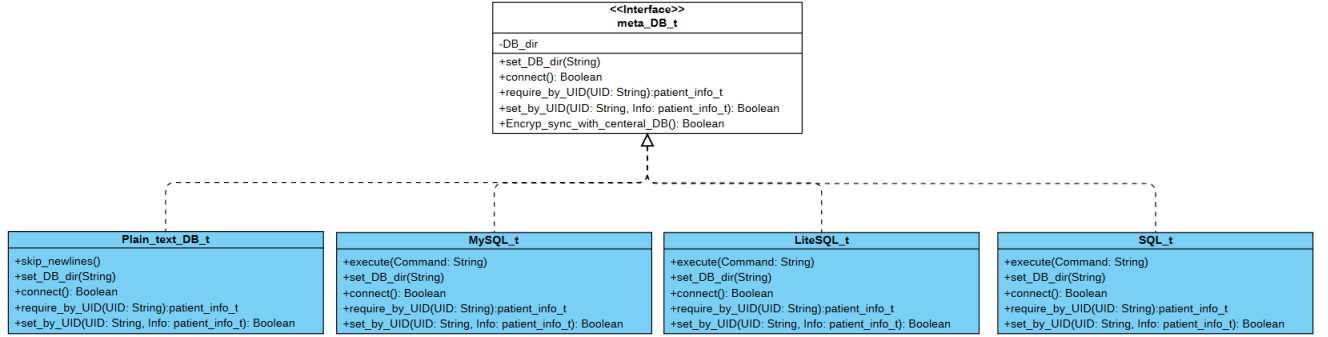 <<Interface>>
meta_DB_t
-DB_dir
+set_DB_dir(String)
+connect(): Boolean
+require_by_UID(UID: String):patient_info_t
+set_by_UID(UID: String, Info: patient_info_t): Boolean
+Encryp_sync_with_centeral_DB(): Boolean
Plain_text_DB_t
+skip_newlines()
+set_DB_dir(String)
+connect(): Boolean
+require_by_UID(UID: String):patient_info_t
+set_by_UID(UID: String, Info: patient_info_t): Boolean
MySQL_t
+execute(Command: String)
+set_DB_dir(String)
+connect(): Boolean
+require_by_UID(UID: String):patient_info_t
+set_by_UID(UID: String, Info: patient_info_t): Boolean
LiteSQL_t
+execute(Command: String)
+set_DB_dir(String)
+connect(): Boolean
+require_by_UID(UID: String):patient_info_t
+set_by_UID(UID: String, Info: patient_info_t): Boolean
SQL_t
+execute(Command: String)
+set_DB_dir(String)
+connect(): Boolean
+require_by_UID(UID: String):patient_info_t
+set_by_UID(UID: String, Info: patient_info_t): Boolean